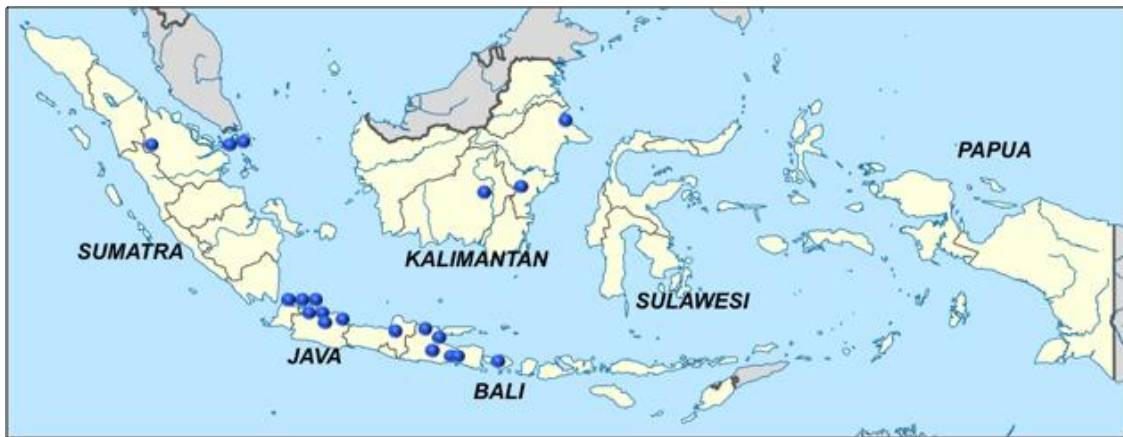 PAPUA
SUMATRA
KALIMANTAN
SULAWESI
JAVA
BALI